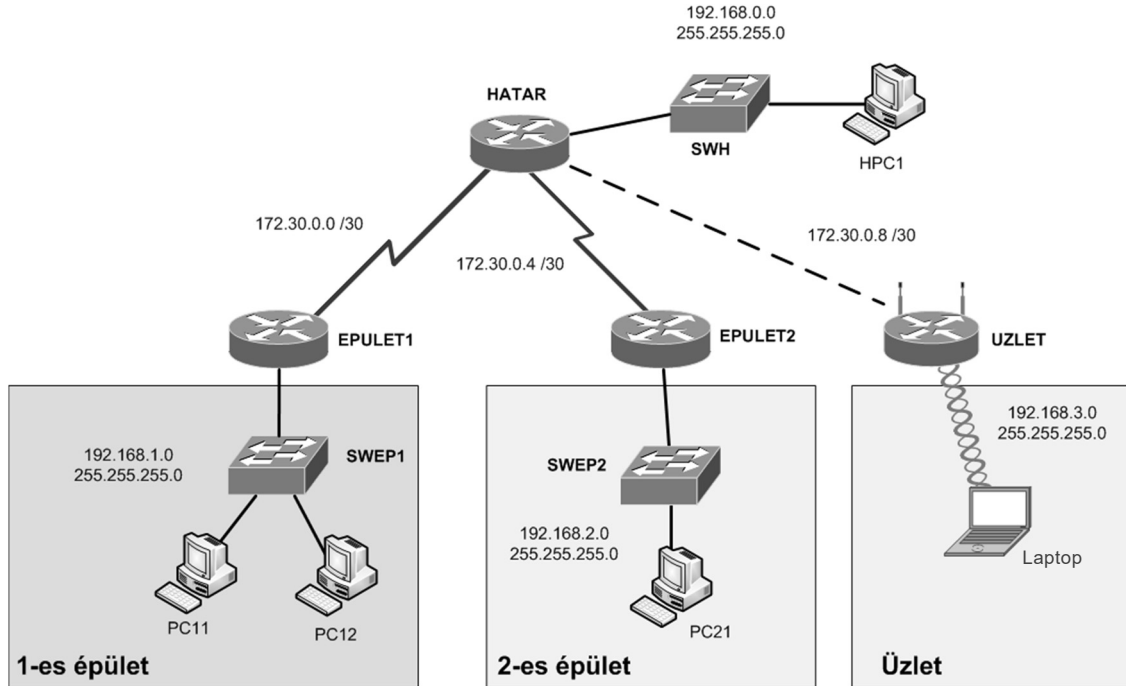 192.168.0.0
255.255.255.0
HATAR
SWH
HPC1
172.30.0.0 /30
172.30.0.4 /30
172.30.0.8 /30
EPULET1
EPULET2
UZLET
192.168.1.0
255.255.255.0
SWEP1
PC11
PC12
1-es épület
SWEP2
192.168.2.0
255.255.255.0
PC21
2-es épület
192.168.3.0
255.255.255.0
Laptop
Üzlet